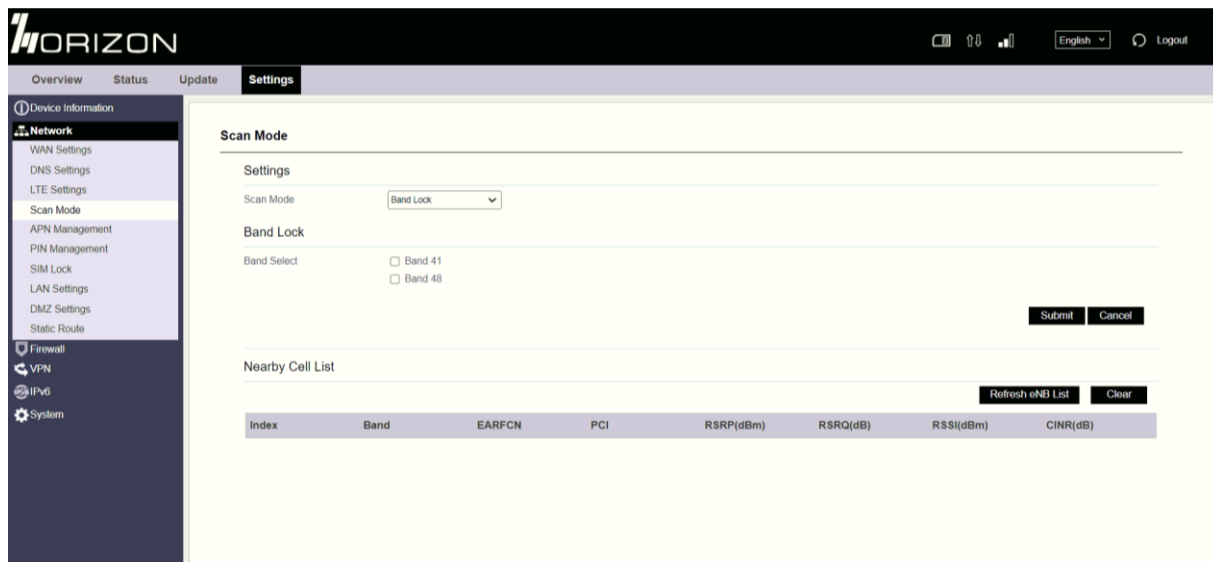 HORIZON
English
Logout
Overview Status Update Settings
Device Information
Network
WAN Settings
DNS Settings
LTE Settings
Scan Mode
APN Management
PIN Management
SIM Lock
LAN Settings
DMZ Settings
Static Route
Firewall
VPN
IPv6
System
Scan Mode
Settings
Scan Mode Band Lock
Band Lock
Band Select Band 41
Band 48
Submit Cancel
Nearby Cell List
Refresh eNB List Clear
Index Band EARFCN PCI RSRP(dBm) RSRQ(dB) RSSI(dBm) CINR(dB)